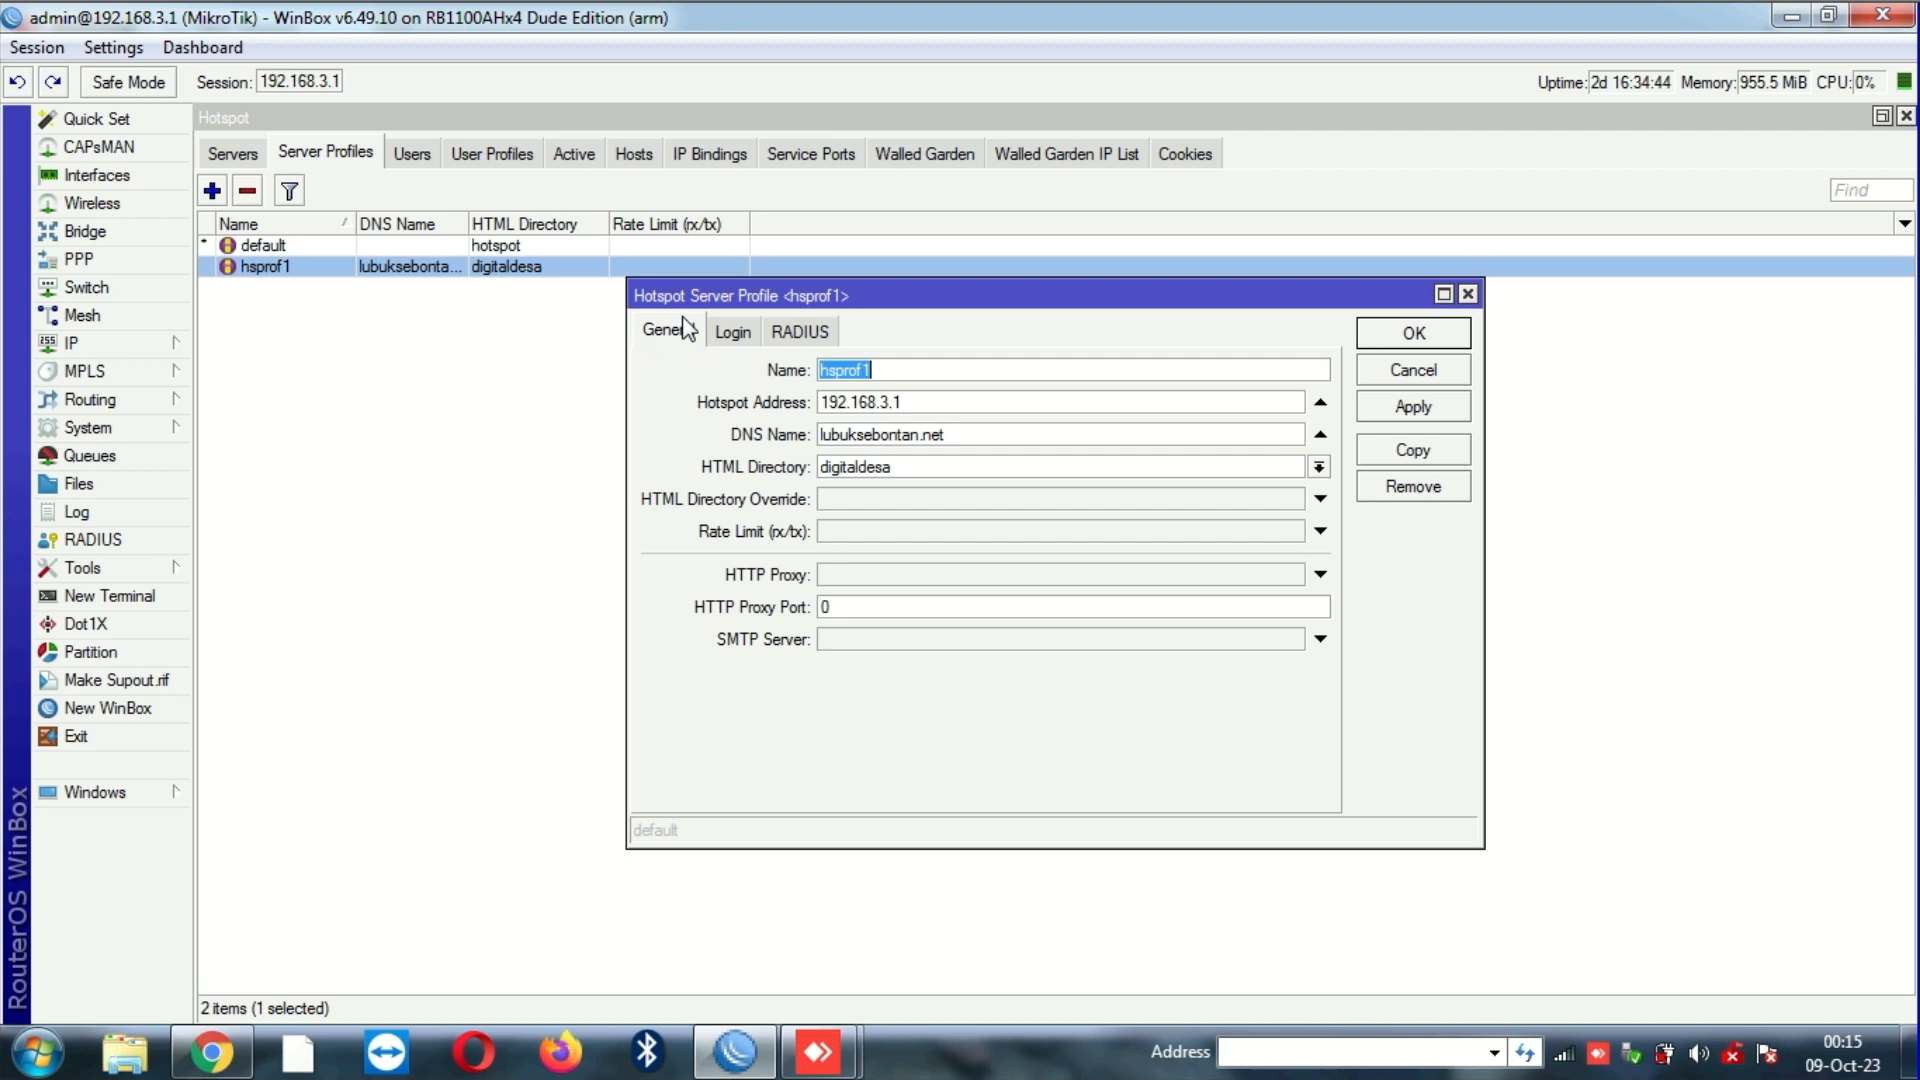 admin@192.168.3.1 (MikroTik) - WinBox v6.49.10 on RB1100AHx4 Dude Edition (arm)
Session Settings Dashboard
Safe Mode Session: 192.168.3.1 Uptime: 2d 16:34:44 Memory: 955.5 MiB CPU: 0%
Quick Set
CAPsMAN
Interfaces
Wireless
Bridge
PPP
Switch
Mesh
IP
MPLS
Routing
System
Queues
Files
Log
RADIUS
Tools
New Terminal
Dot1X
Partition
Make Supout.rif
New WinBox
Exit
Windows
RouterOS WinBox
Hotspot
Servers Server Profiles Users User Profiles Active Hosts IP Bindings Service Ports Walled Garden Walled Garden IP List Cookies
Find
Name DNS Name HTML Directory Rate Limit (rx/tx)
* default hotspot
hsprof1 lubuksebonta... digitaldesa
Hotspot Server Profile <hsprof1>
General Login RADIUS
Name: hsprof1
Hotspot Address: 192.168.3.1
DNS Name: lubuksebontan.net
HTML Directory: digitaldesa
HTML Directory Override:
Rate Limit (rx/tx):
HTTP Proxy:
HTTP Proxy Port: 0
SMTP Server:
OK
Cancel
Apply
Copy
Remove
default
2 items (1 selected)
Address
00:15
09-Oct-23